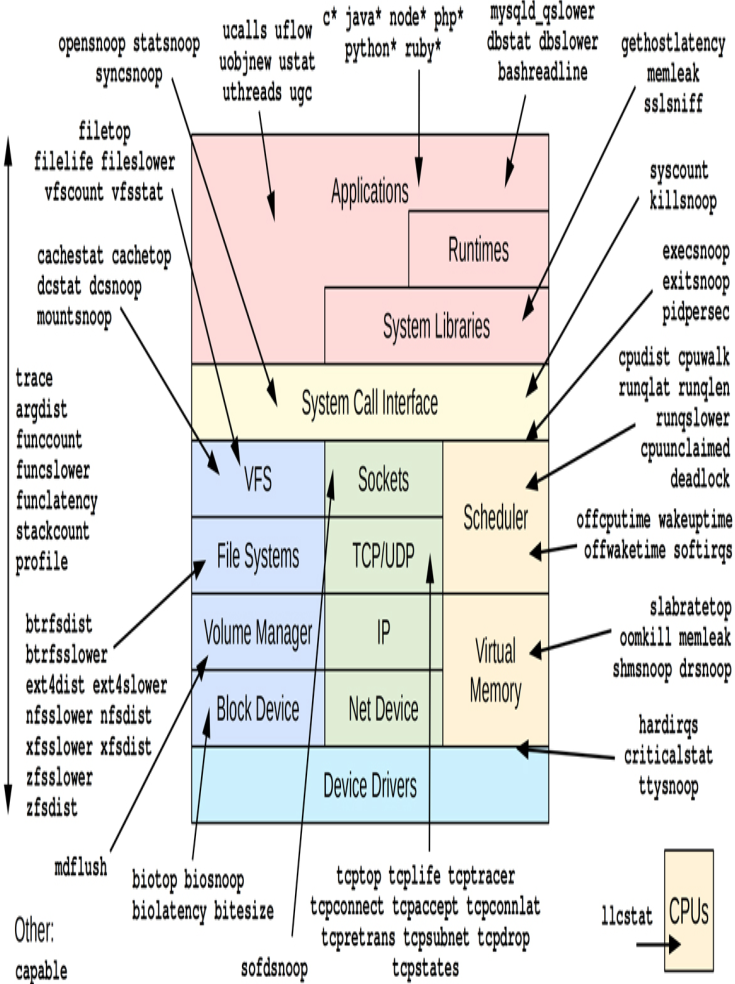 c* java* node* php*
python* ruby*
mysqld_qslower
dbstat dbslower
bashreadline
ucalls uflow
uobjnew ustat
uthreads ugc
opensnoop statsnoop
syncsnoop
gethostlatency
memleak
sslsniff
filetop
filelife fileslower
vfscount vfsstat
syscount
killsnoop
cachestat cachetop
dcstat dcsnoop
mountsnoop
execsnoop
exitsnoop
pidpersec
trace
argdist
funccount
funcslower
funclatency
stackcount
profile
cpudist cpuwalk
runqlat runqlen
runqslower
cpuunclaimed
deadlock
offcputime wakeuptime
offwaketime softirqs
Applications
Runtimes
System Libraries
System Call Interface
VFS
Sockets
Scheduler
File Systems
TCP/UDP
Volume Manager
IP
Virtual
Memory
Block Device
Net Device
Device Drivers
btrfsdist
btrfsslower
ext4dist ext4slower
nfsslower nfsdist
xfsslower xfsdist
zfsslower
zfsdist
slabratetop
oomkill memleak
shmsnoop drsnoop
hardirqs
criticalstat
ttysnoop
mdflush
biotop biosnoop
biolatency bitesize
sofdsnoop
tcptop tcplife tcptracer
tcpconnect tcpaccept tcpconnlat
tcpretrans tcpsubnet tcpdrop
tcpstates
llcstat
CPUs
Other:
capable